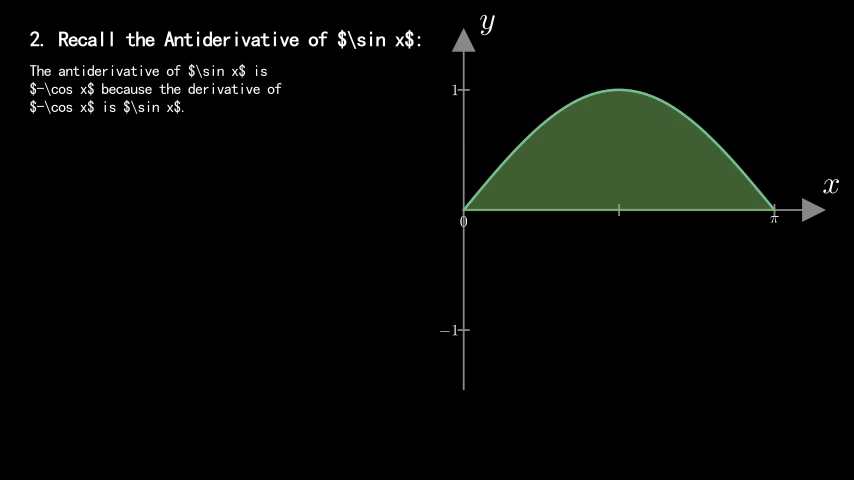 2. Recall the Antiderivative of $\sin x$:
The antiderivative of $\sin x$ is
$-\cos x$ because the derivative of
$-\cos x$ is $\sin x$.
y
1
x
0
π
−1